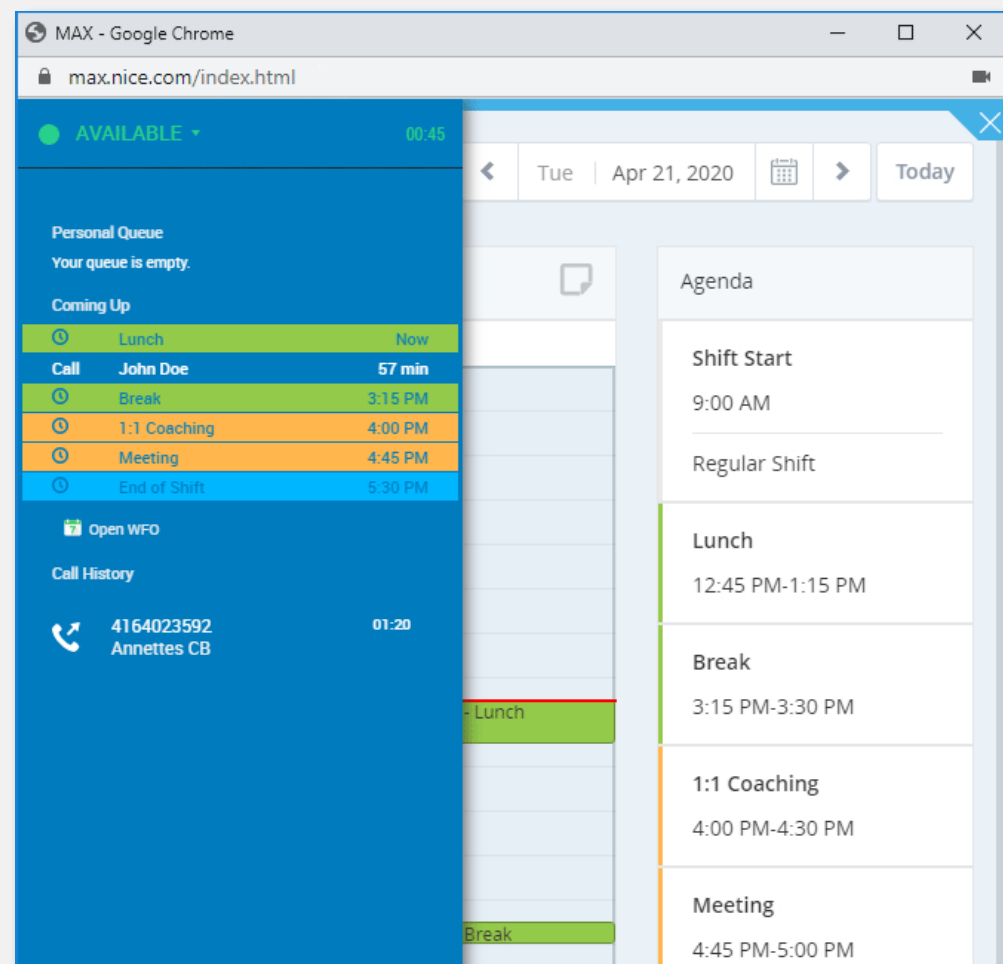 MAX - Google Chrome
max.nice.com/index.html
AVAILABLE 00:45
Tue Apr 21, 2020 Today
Personal Queue
Your queue is empty.
Coming Up
Lunch Now
Call John Doe 57 min
Break 3:15 PM
1:1 Coaching 4:00 PM
Meeting 4:45 PM
End of Shift 5:30 PM
7 Open WFO
Call History
4164023592 01:20
Annettes CB
- Lunch
Break
Agenda
Shift Start
9:00 AM
Regular Shift
Lunch
12:45 PM-1:15 PM
Break
3:15 PM-3:30 PM
1:1 Coaching
4:00 PM-4:30 PM
Meeting
4:45 PM-5:00 PM